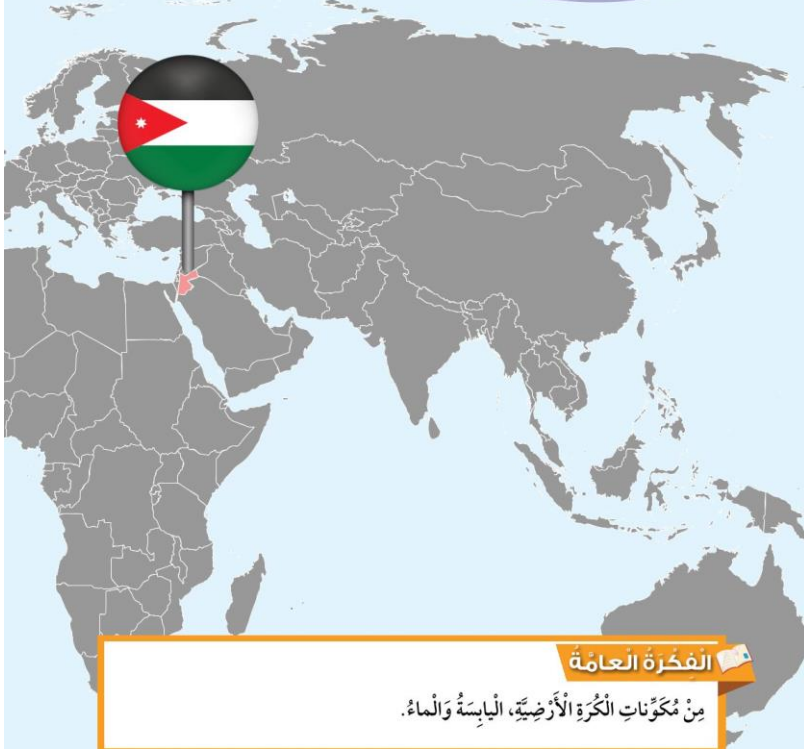 الْفِكْرَةُ الْعامَّةُ
مِنْ مُكَوِّناتِ الْكُرَةِ الْأَرْضِيَّةِ، الْيابِسَةُ وَالْماءُ.